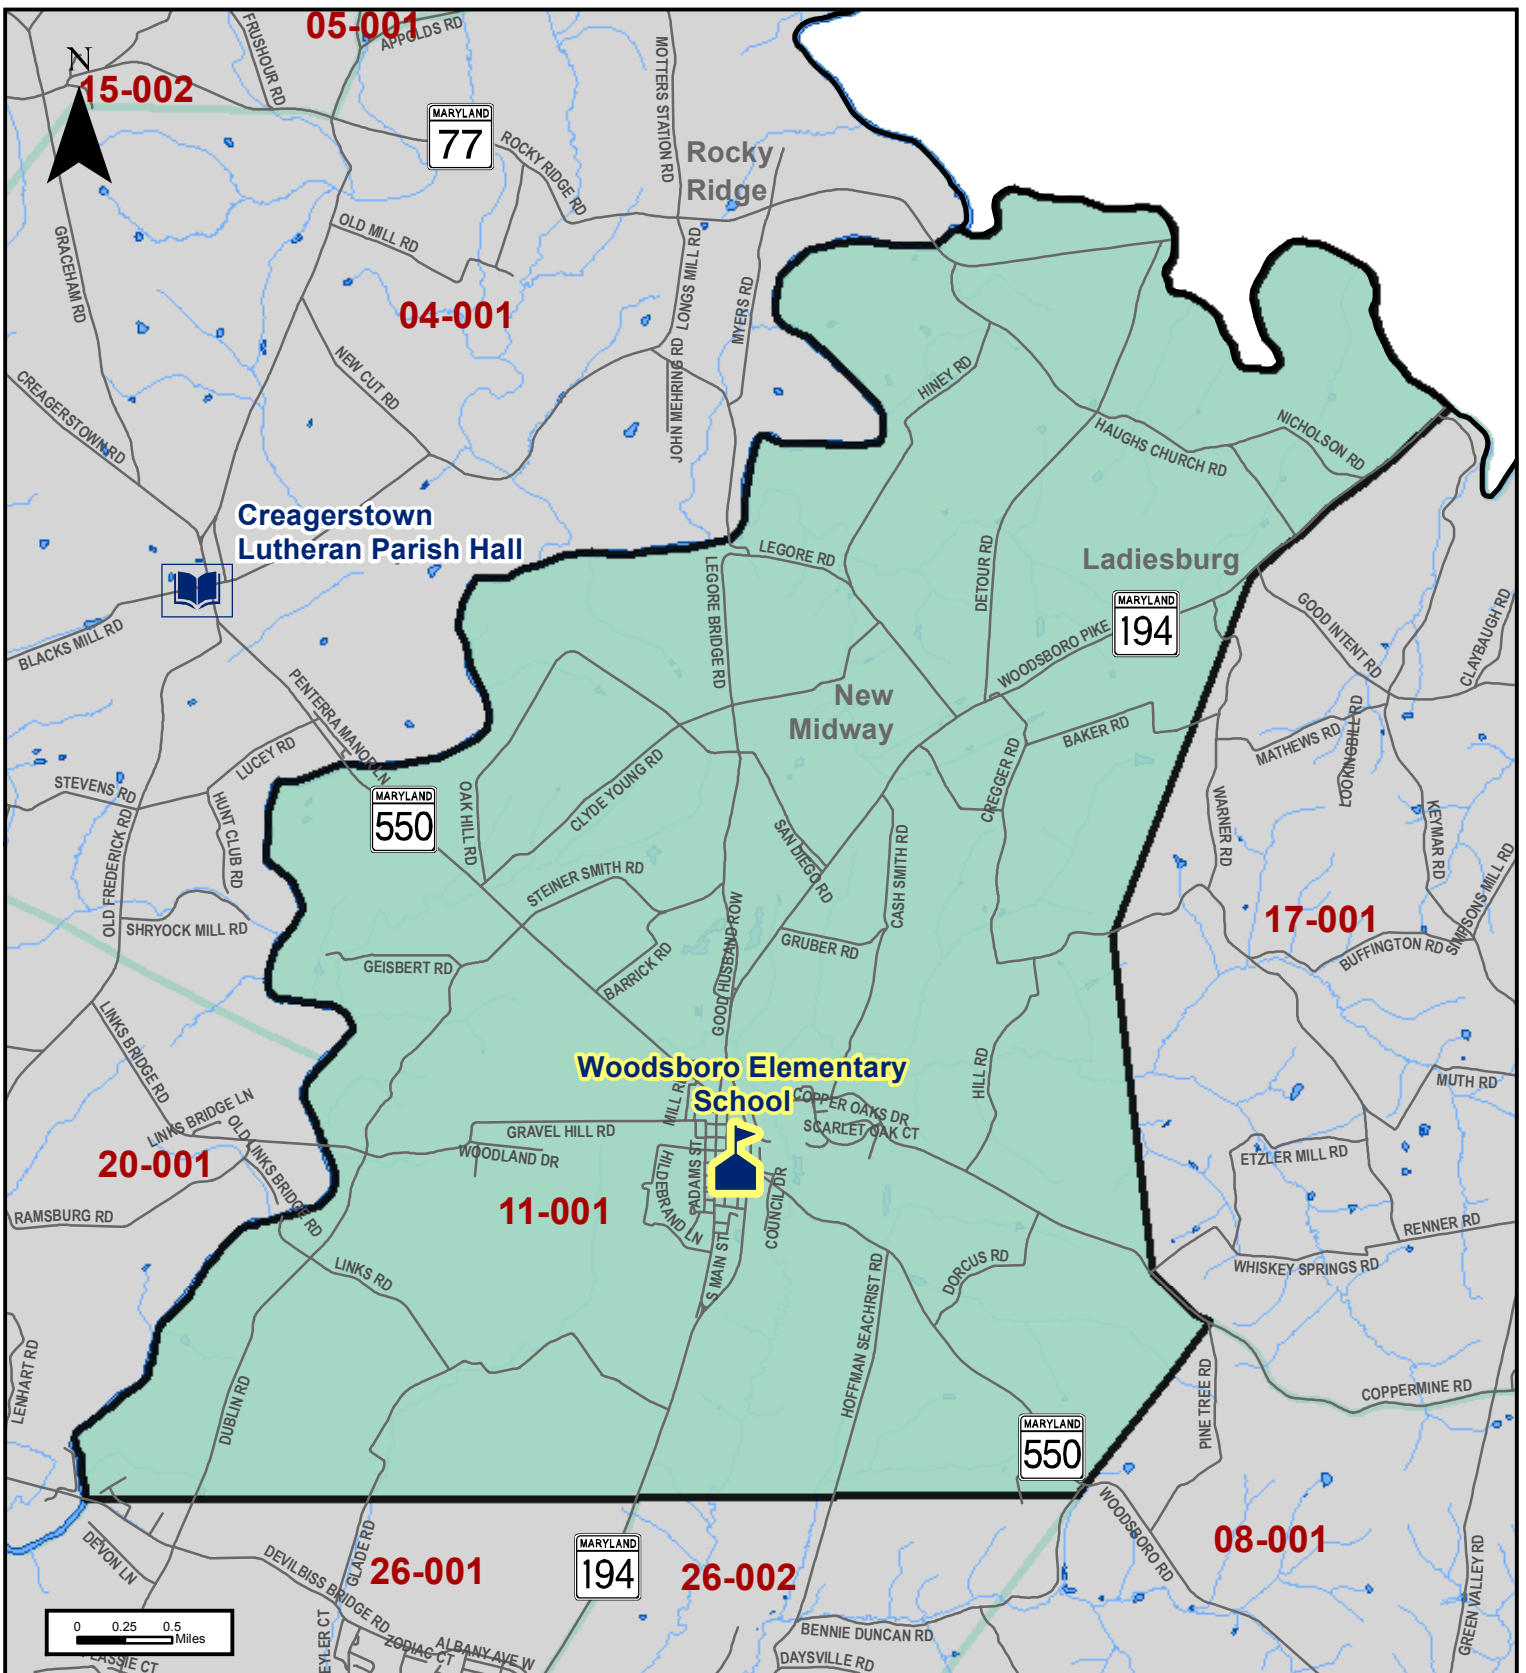 05-001
FRUSHOUR RD
APPOLDS RD
N
15-002
MOTTERS STATION RD
MARYLAND
77
ROCKY RIDGE RD
Rocky
Ridge
OLD MILL RD
GRACEHAM RD
LONGS MILL RD
MYERS RD
04-001
NEW CUT RD
JOHN MEHRING RD
HINEY RD
CREAGERSTOWN RD
HAUGHS CHURCH RD
NICHOLSON RD
Creagerstown
Lutheran Parish Hall
LEGORE RD
LEGORE BRIDGE RD
DETOUR RD
Ladiesburg
MARYLAND
194
WOODSBORO PIKE
GOOD INTENT RD
CLAYBAUGH RD
BLACKS MILL RD
PENTERRA MANOR LN
New
Midway
LUCEY RD
BAKER RD
MATHEWS RD
LOOKINGBILL RD
STEVENS RD
HUNT CLUB RD
OLD FREDERICK RD
MARYLAND
550
OAK HILL RD
CLYDE YOUNG RD
CREGGER RD
SAN DIEGO RD
CASH SMITH RD
WARNER RD
KEYMAR RD
SIMPSONS MILL RD
STEINER SMITH RD
SHRYOCK MILL RD
17-001
GOOD HUSBAND ROW
GRUBER RD
BUFFINGTON RD
GEISBERT RD
BARRICK RD
LINKS BRIDGE RD
HILL RD
Woodsboro Elementary
School
MUTH RD
MILL RD
COPPER OAKS DR
SCARLET OAK CT
LINKS BRIDGE LN
OLD LINKS BRIDGE RD
GRAVEL HILL RD
WOODLAND DR
20-001
HILDEBRAND LN
ADAMS ST
COUNCIL DR
ETZLER MILL RD
11-001
RAMSBURG RD
RENNER RD
WHISKEY SPRINGS RD
LINKS RD
S MAIN ST
HOFFMAN SEACHRIST RD
DORCUS RD
LENHART RD
DUBLIN RD
PINE TREE RD
COPPERMINE RD
MARYLAND
550
WOODSBORO RD
08-001
GREEN VALLEY RD
DEVON LN
DEVILBISS BRIDGE RD
GLADE RD
26-001
MARYLAND
194
26-002
0 0.25 0.5
Miles
BENNIE DUNCAN RD
DAYSVILLE RD
ZODIAC CT
ALBANY AVE W